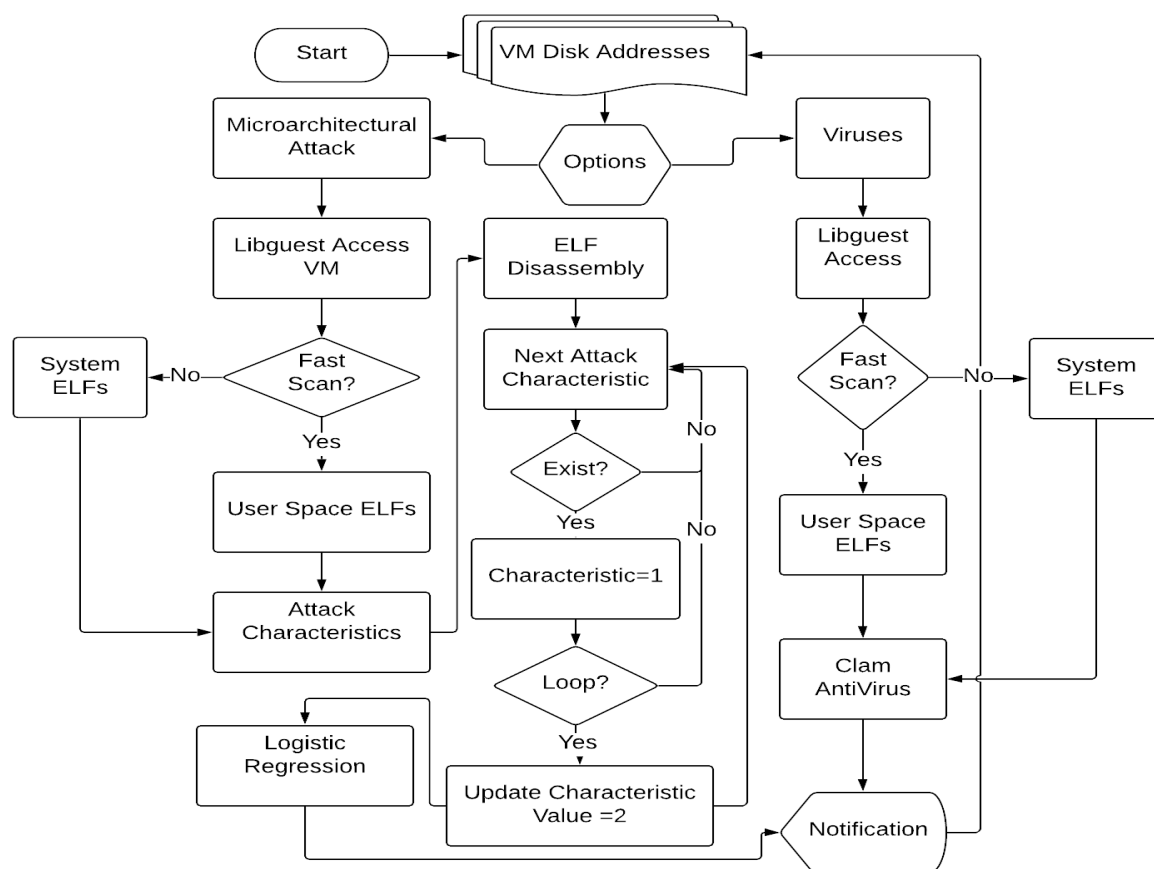 Start
VM Disk Addresses
Microarchitectural
Attack
Options
Viruses
Libguest Access
VM
ELF
Disassembly
Libguest
Access
System
ELFs
No
Fast
Scan?
Next Attack
Characteristic
Fast
Scan?
No
System
ELFs
Yes
No
Exist?
Yes
User Space ELFs
Yes
No
User Space
ELFs
Characteristic=1
Attack
Characteristics
Loop?
Clam
AntiVirus
Yes
Logistic
Regression
Update Characteristic
Value =2
Notification